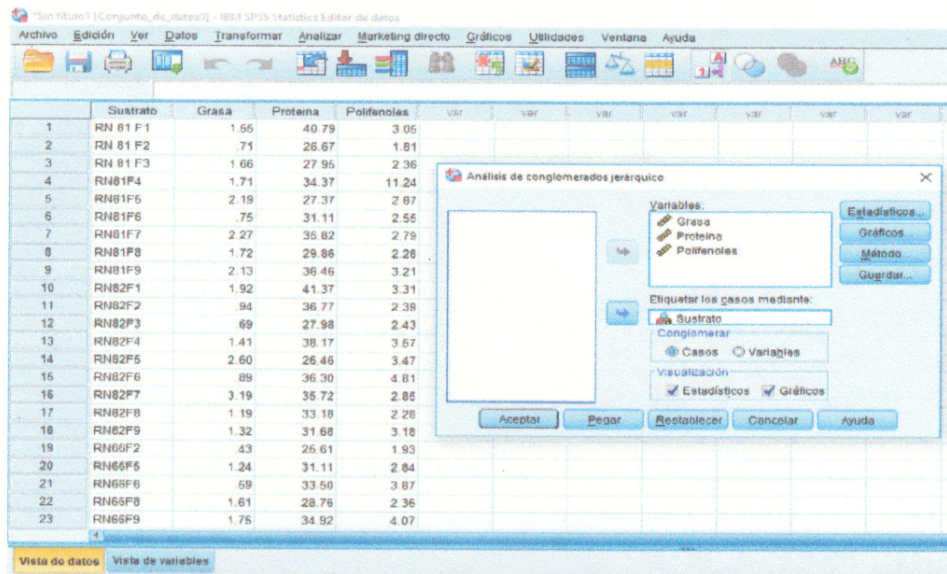 *Sin título1 [Conjunto_de_datos0] - IBM SPSS Statistics Editor de datos
Archivo Edición Ver Datos Transformar Analizar Marketing directo Gráficos Utilidades Ventana Ayuda
Sustrato Grasa Proteina Polifenoles var var var var var var var
1 RN 81 F1 1.55 40.79 3.05
2 RN 81 F2 .71 26.67 1.81
3 RN 81 F3 1.66 27.95 2.36
4 RN81F4 1.71 34.37 11.24
5 RN81F5 2.19 27.37 2.87
6 RN81F6 .75 31.11 2.55
7 RN81F7 2.27 35.82 2.79
8 RN81F8 1.72 29.86 2.26
9 RN81F9 2.13 36.46 3.21
10 RN82F1 1.92 41.37 3.31
11 RN82F2 .94 36.77 2.39
12 RN82F3 .69 27.98 2.43
13 RN82F4 1.41 38.17 3.67
14 RN82F5 2.60 26.46 3.47
15 RN82F6 .89 36.30 4.81
16 RN82F7 3.19 35.72 2.85
17 RN82F8 1.19 33.18 2.28
18 RN82F9 1.32 31.68 3.18
19 RN66F2 .43 25.61 1.93
20 RN66F5 1.24 31.11 2.84
21 RN66F6 .59 33.50 3.87
22 RN66F8 1.61 28.76 2.36
23 RN66F9 1.75 34.92 4.07
Análisis de conglomerados jerárquico
Variables:
Grasa
Proteina
Polifenoles
Estadísticos...
Gráficos...
Método...
Guardar...
Etiquetar los casos mediante:
Sustrato
Conglomerar
Casos Variables
Visualización
Estadísticos Gráficos
Aceptar Pegar Restablecer Cancelar Ayuda
Vista de datos Vista de variables